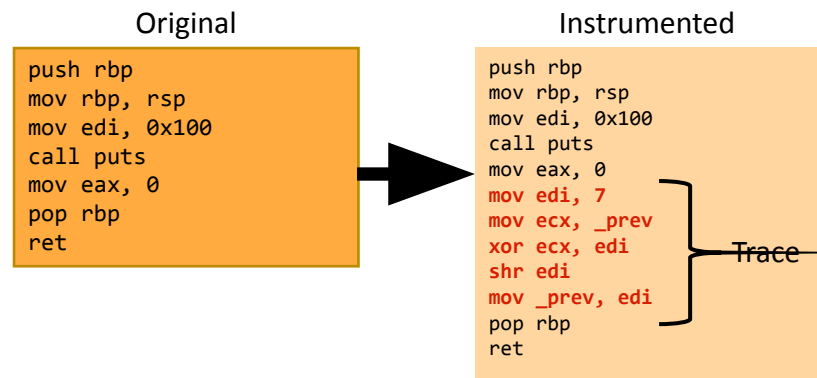 Original
push rbp
mov rbp, rsp
mov edi, 0x100
call puts
mov eax, 0
pop rbp
ret
Instrumented
push rbp
mov rbp, rsp
mov edi, 0x100
call puts
mov eax, 0
mov edi, 7
mov ecx, _prev
xor ecx, edi
shr edi
mov _prev, edi
pop rbp
ret
Trace